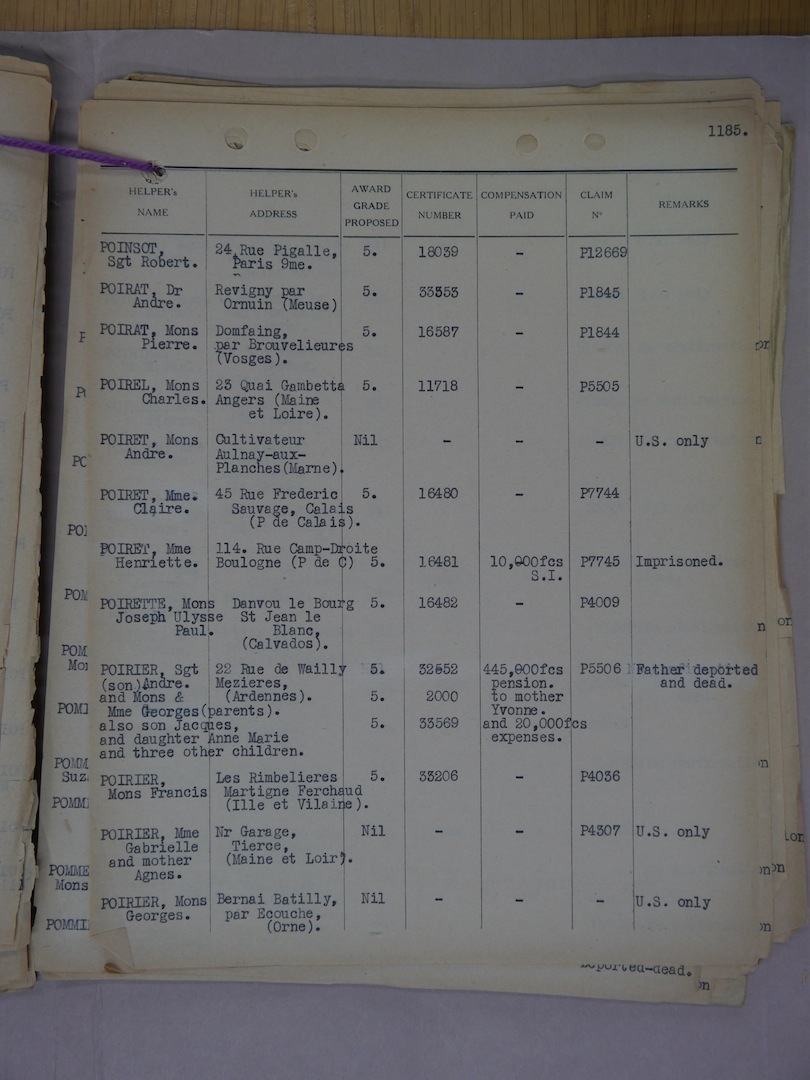 1185.
HELPER's NAME | HELPER's ADDRESS | AWARD GRADE PROPOSED | CERTIFICATE NUMBER | COMPENSATION PAID | CLAIM N° | REMARKS
POINSOT, 24, Rue Pigalle, 5. 18039 - P12669
Sgt Robert. Paris 9me.
POIRAT, Dr Revigny par 5. 33353 - P1845
Andre. Ornuin (Meuse)
POIRAT, Mons Domfaing, 5. 16587 - P1844
Pierre. par Brouvelieures
(Vosges).
POIREL, Mons 23 Quai Gambetta 5. 11718 - P5505
Charles. Angers (Maine
et Loire).
POIRET, Mons Cultivateur Nil - - - U.S. only
Andre. Aulnay-aux-
Planches(Marne).
POIRET, Mme. 45 Rue Frederic 5. 16480 - P7744
Claire. Sauvage, Calais
(P de Calais).
POIRET, Mme 114. Rue Camp-Droite
Henriette. Boulogne (P de C) 5. 16481 10,000fcs P7745 Imprisoned.
S.I.
POIRETTE, Mons Danvou le Bourg 5. 16482 - P4009
Joseph Ulysse St Jean le
Paul. Blanc,
(Calvados).
POIRIER, Sgt 22 Rue de Wailly 5. 32852 445,000fcs P5506 Father deported
(son)Andre. Mezieres, pension. and dead.
and Mons & (Ardennes). 5. 2000 to mother
Mme Georges(parents). Yvonne.
also son Jacques, 5. 33569 and 20,000fcs
and daughter Anne Marie expenses.
and three other children.
POIRIER, Les Rimbelieres 5. 33206 - P4036
Mons Francis Martigne Ferchaud
(Ille et Vilaine).
POIRIER, Mme Nr Garage, Nil - - P4307 U.S. only
Gabrielle Tierce,
and mother (Maine et Loir).
Agnes.
POIRIER, Mons Bernai Batilly, Nil - - - U.S. only
Georges. par Ecouche,
(Orne).